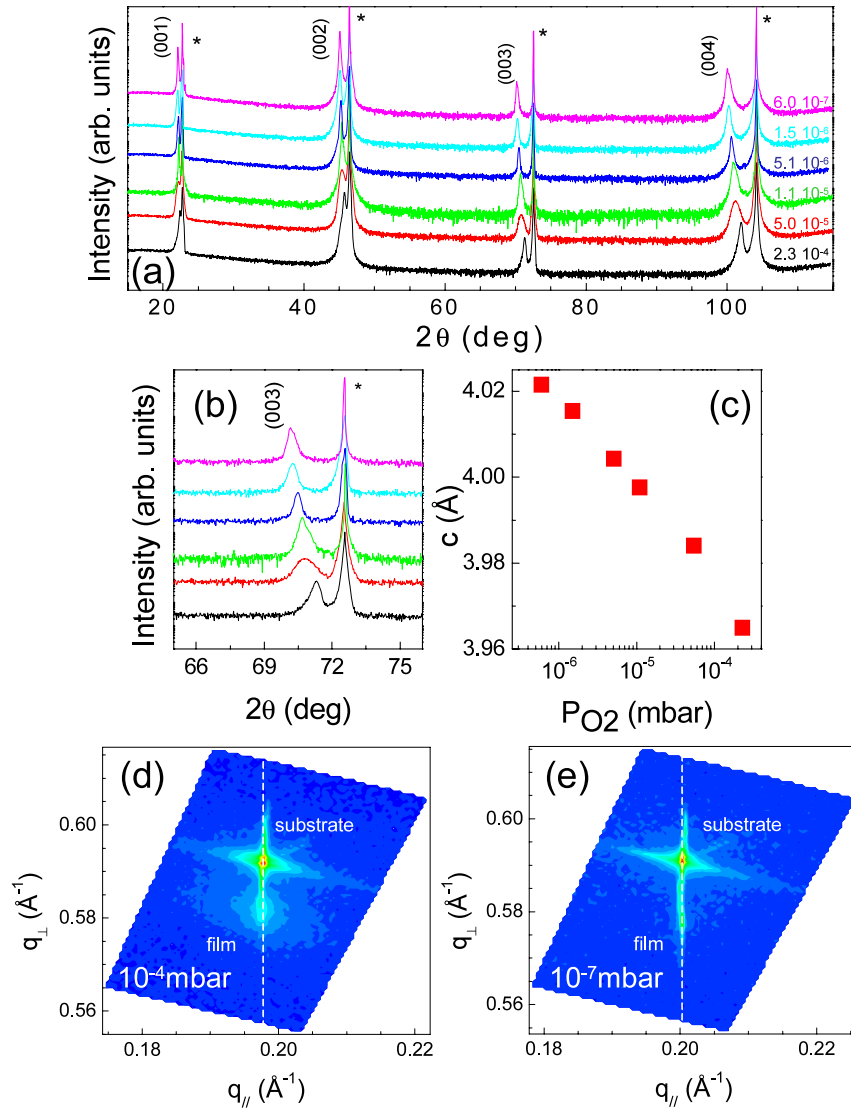 (001)
*
(002)
*
(003)
*
(004)
*
6.0 10⁻⁷
1.5 10⁻⁶
5.1 10⁻⁶
1.1 10⁻⁵
5.0 10⁻⁵
2.3 10⁻⁴
Intensity (arb. units)
(a)
20 40 60 80 100
2θ (deg)
(b)
(003)
*
Intensity (arb. units)
66 69 72 75
2θ (deg)
(c)
4.02
4.00
3.98
3.96
c (Å)
10⁻⁶ 10⁻⁵ 10⁻⁴
P_O2 (mbar)
(d)
substrate
film
10⁻⁴mbar
0.60
0.58
0.56
q⊥ (Å⁻¹)
0.18 0.20 0.22
q// (Å⁻¹)
(e)
substrate
film
10⁻⁷mbar
0.60
0.58
0.56
q⊥ (Å⁻¹)
0.18 0.20 0.22
q// (Å⁻¹)